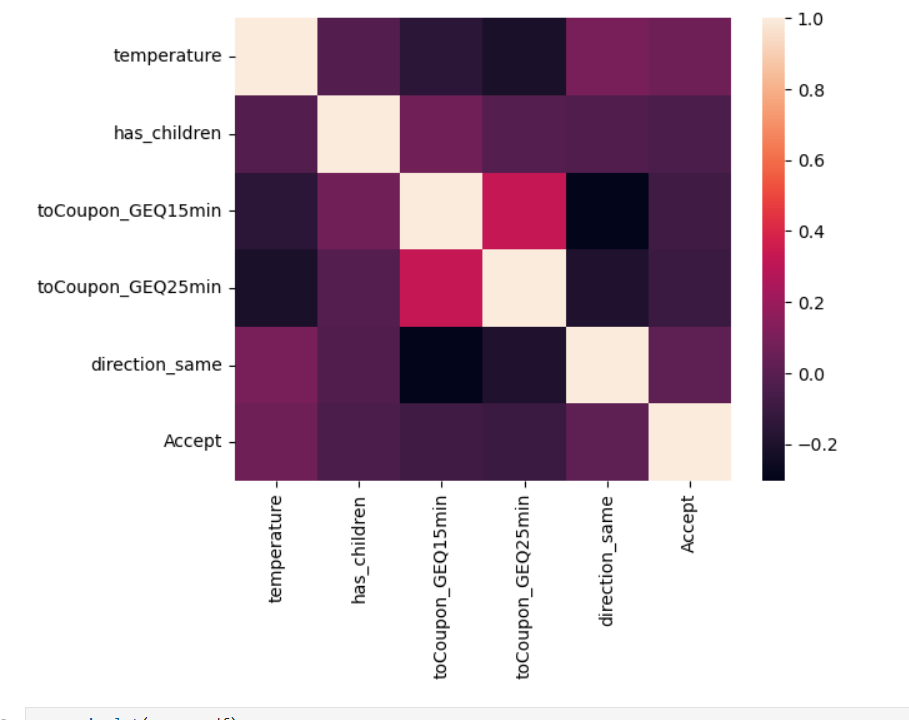 temperature
has_children
toCoupon_GEQ15min
toCoupon_GEQ25min
direction_same
Accept
temperature
has_children
toCoupon_GEQ15min
toCoupon_GEQ25min
direction_same
Accept
1.0
0.8
0.6
0.4
0.2
0.0
−0.2